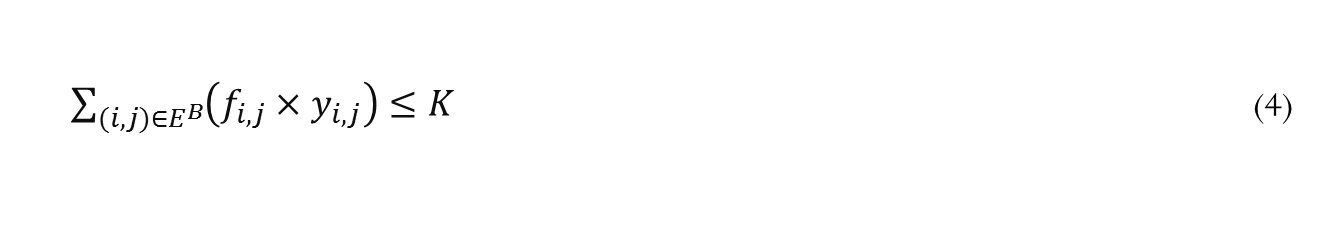 ∑_{(i,j)∈E^B}(f_{i,j} × y_{i,j}) ≤ K (4)